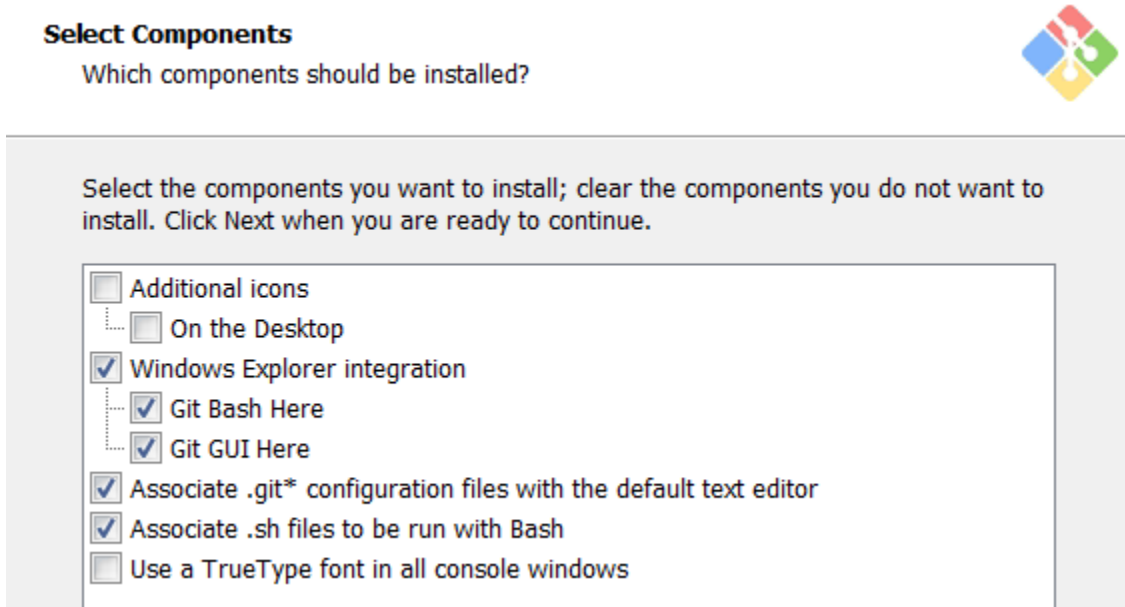 Select Components
Which components should be installed?
Select the components you want to install; clear the components you do not want to
install. Click Next when you are ready to continue.
Additional icons
On the Desktop
Windows Explorer integration
Git Bash Here
Git GUI Here
Associate .git* configuration files with the default text editor
Associate .sh files to be run with Bash
Use a TrueType font in all console windows